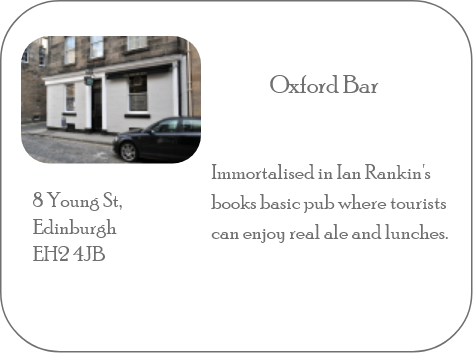 Oxford Bar
Immortalised in Ian Rankin's
books basic pub where tourists
can enjoy real ale and lunches.
8 Young St,
Edinburgh
EH2 4JB